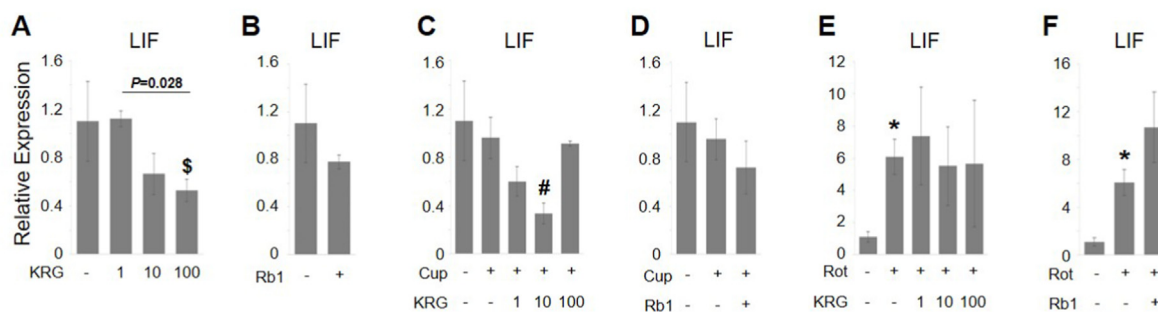 A
LIF
1.6
P=0.028
1.2
0.8
$
0.4
0
Relative Expression
KRG - 1 10 100
B
LIF
1.6
1.2
0.8
0.4
0
Rb1 - +
C
LIF
1.6
1.2
0.8
#
0.4
0
Cup - + + + +
KRG - - 1 10 100
D
LIF
1.6
1.2
0.8
0.4
0
Cup - + +
Rb1 - - +
E
LIF
12
10
8
*
6
4
2
0
Rot - + + + +
KRG - - 1 10 100
F
LIF
16
12
8
*
4
0
Rot - + +
Rb1 - - +